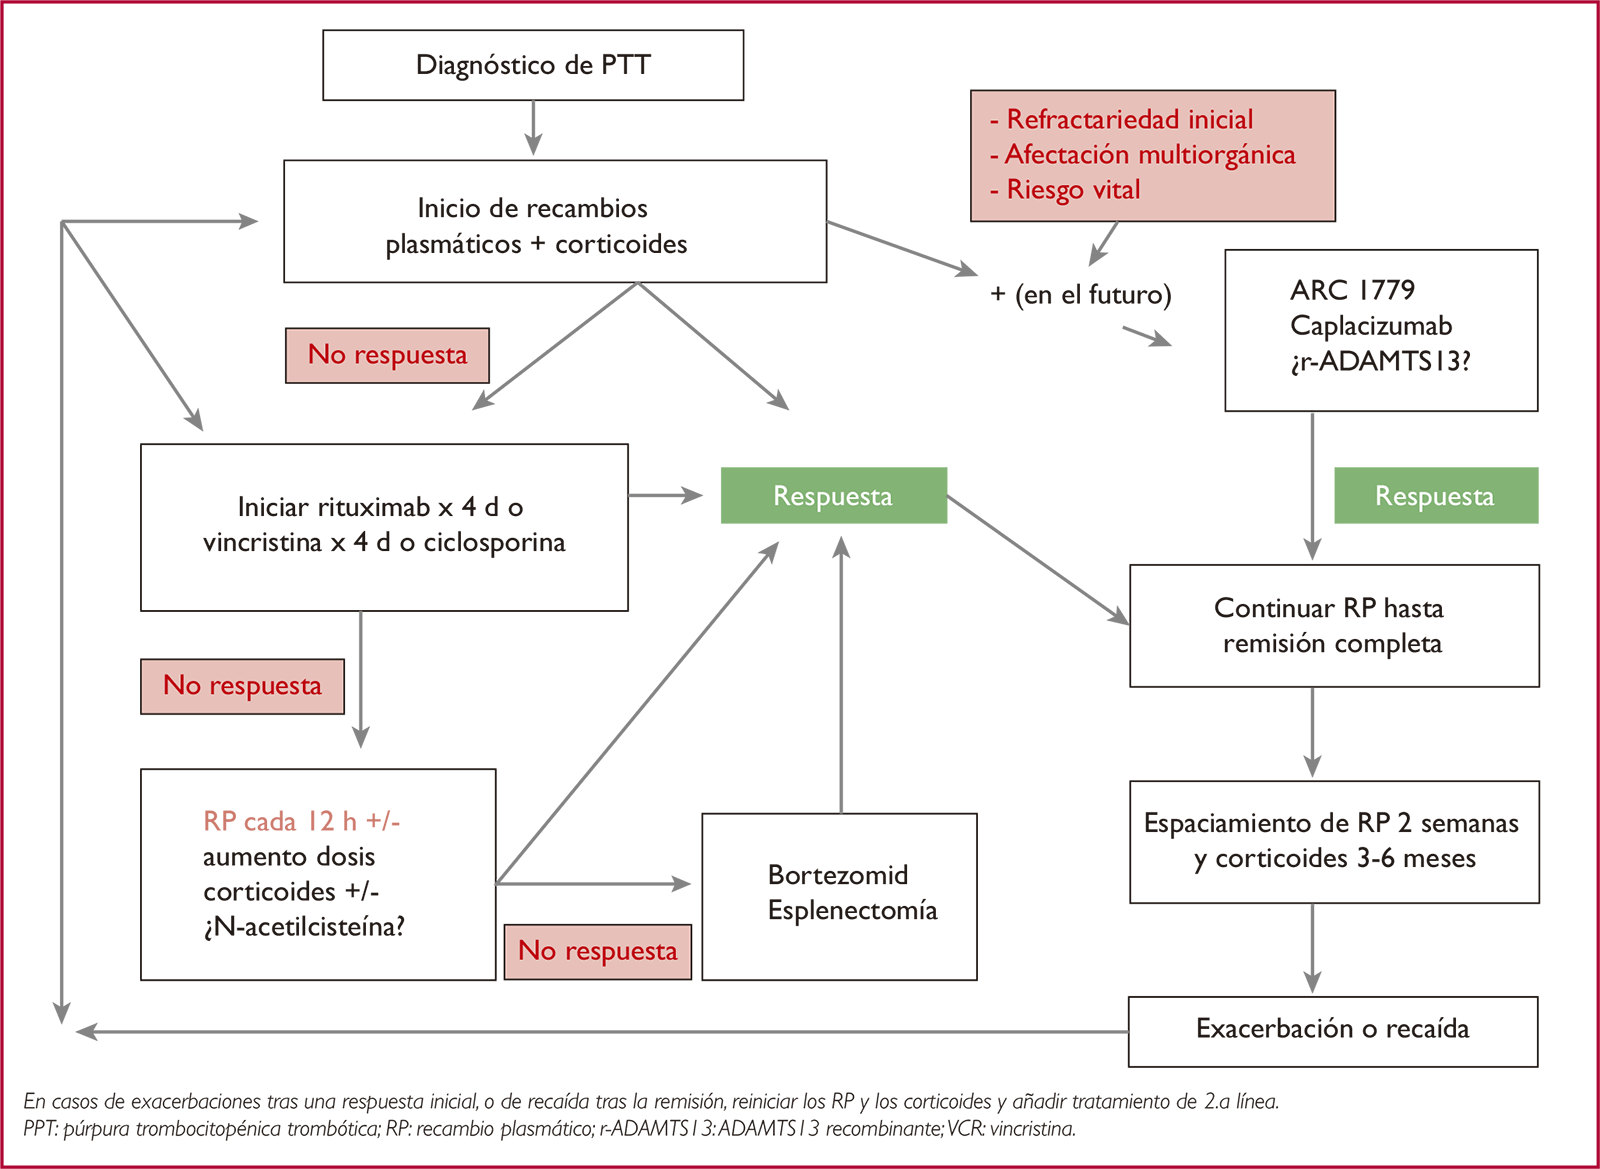 Diagnóstico de PTT
- Refractariedad inicial
- Afectación multiorgánica
- Riesgo vital
Inicio de recambios
plasmáticos + corticoides
+ (en el futuro)
ARC 1779
Caplacizumab
¿r-ADAMTS13?
No respuesta
Iniciar rituximab x 4 d o
vincristina x 4 d o ciclosporina
Respuesta
Respuesta
Continuar RP hasta
remisión completa
No respuesta
RP cada 12 h +/-
aumento dosis
corticoides +/-
¿N-acetilcisteína?
No respuesta
Bortezomid
Esplenectomía
Espaciamiento de RP 2 semanas
y corticoides 3-6 meses
Exacerbación o recaída
En casos de exacerbaciones tras una respuesta inicial, o de recaída tras la remisión, reiniciar los RP y los corticoides y añadir tratamiento de 2.a línea.
PPT: púrpura trombocitopénica trombótica; RP: recambio plasmático; r-ADAMTS13: ADAMTS13 recombinante; VCR: vincristina.